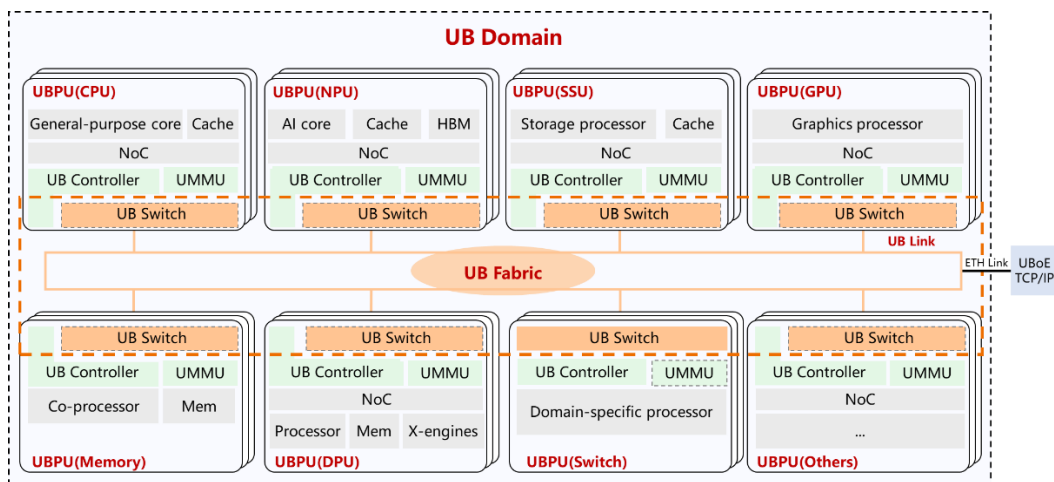 UB Domain
UBPU(CPU)
General-purpose core
Cache
NoC
UB Controller
UMMU
UB Switch
UBPU(NPU)
AI core
Cache
HBM
NoC
UB Controller
UMMU
UB Switch
UBPU(SSU)
Storage processor
Cache
NoC
UB Controller
UMMU
UB Switch
UBPU(GPU)
Graphics processor
NoC
UB Controller
UMMU
UB Switch
UB Link
UB Fabric
ETH Link
UBoE
TCP/IP
UB Switch
UB Controller
UMMU
Co-processor
Mem
UBPU(Memory)
UB Switch
UB Controller
UMMU
NoC
Processor
Mem
X-engines
UBPU(DPU)
UB Switch
UB Controller
UMMU
Domain-specific processor
UBPU(Switch)
UB Switch
UB Controller
UMMU
NoC
...
UBPU(Others)